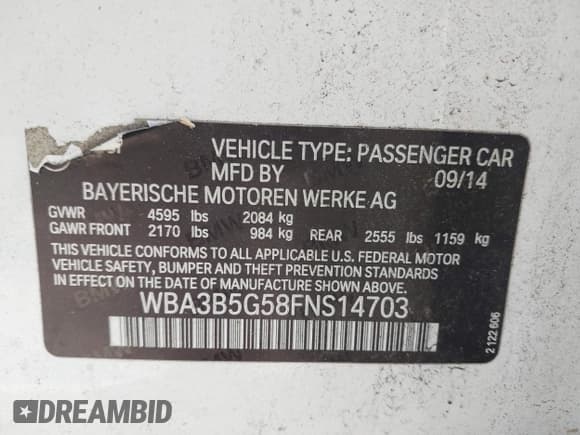 VEHICLE TYPE: PASSENGER CAR
MFD BY 09/14
BAYERISCHE MOTOREN WERKE AG
GVWR 4595 lbs 2084 kg
GAWR FRONT 2170 lbs 984 kg REAR 2555 lbs 1159 kg
THIS VEHICLE CONFORMS TO ALL APPLICABLE U.S. FEDERAL MOTOR
VEHICLE SAFETY, BUMPER AND THEFT PREVENTION STANDARDS
IN EFFECT ON THE DATE OF MANUFACTURE SHOWN ABOVE.
WBA3B5G58FNS14703
2 122 606
DREAMBID